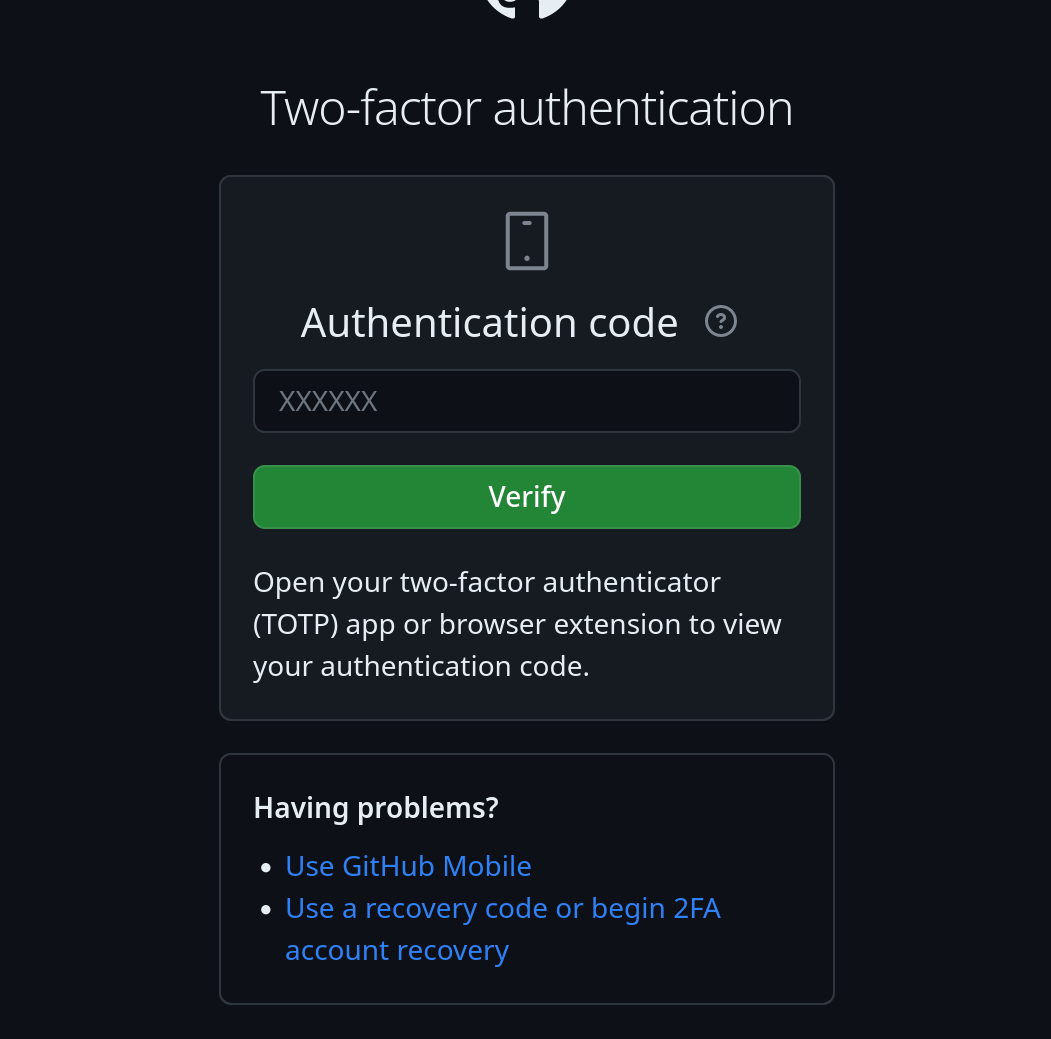 Two-factor authentication
Authentication code
XXXXXX
Verify
Open your two-factor authenticator
(TOTP) app or browser extension to view
your authentication code.
Having problems?
Use GitHub Mobile
Use a recovery code or begin 2FA
account recovery